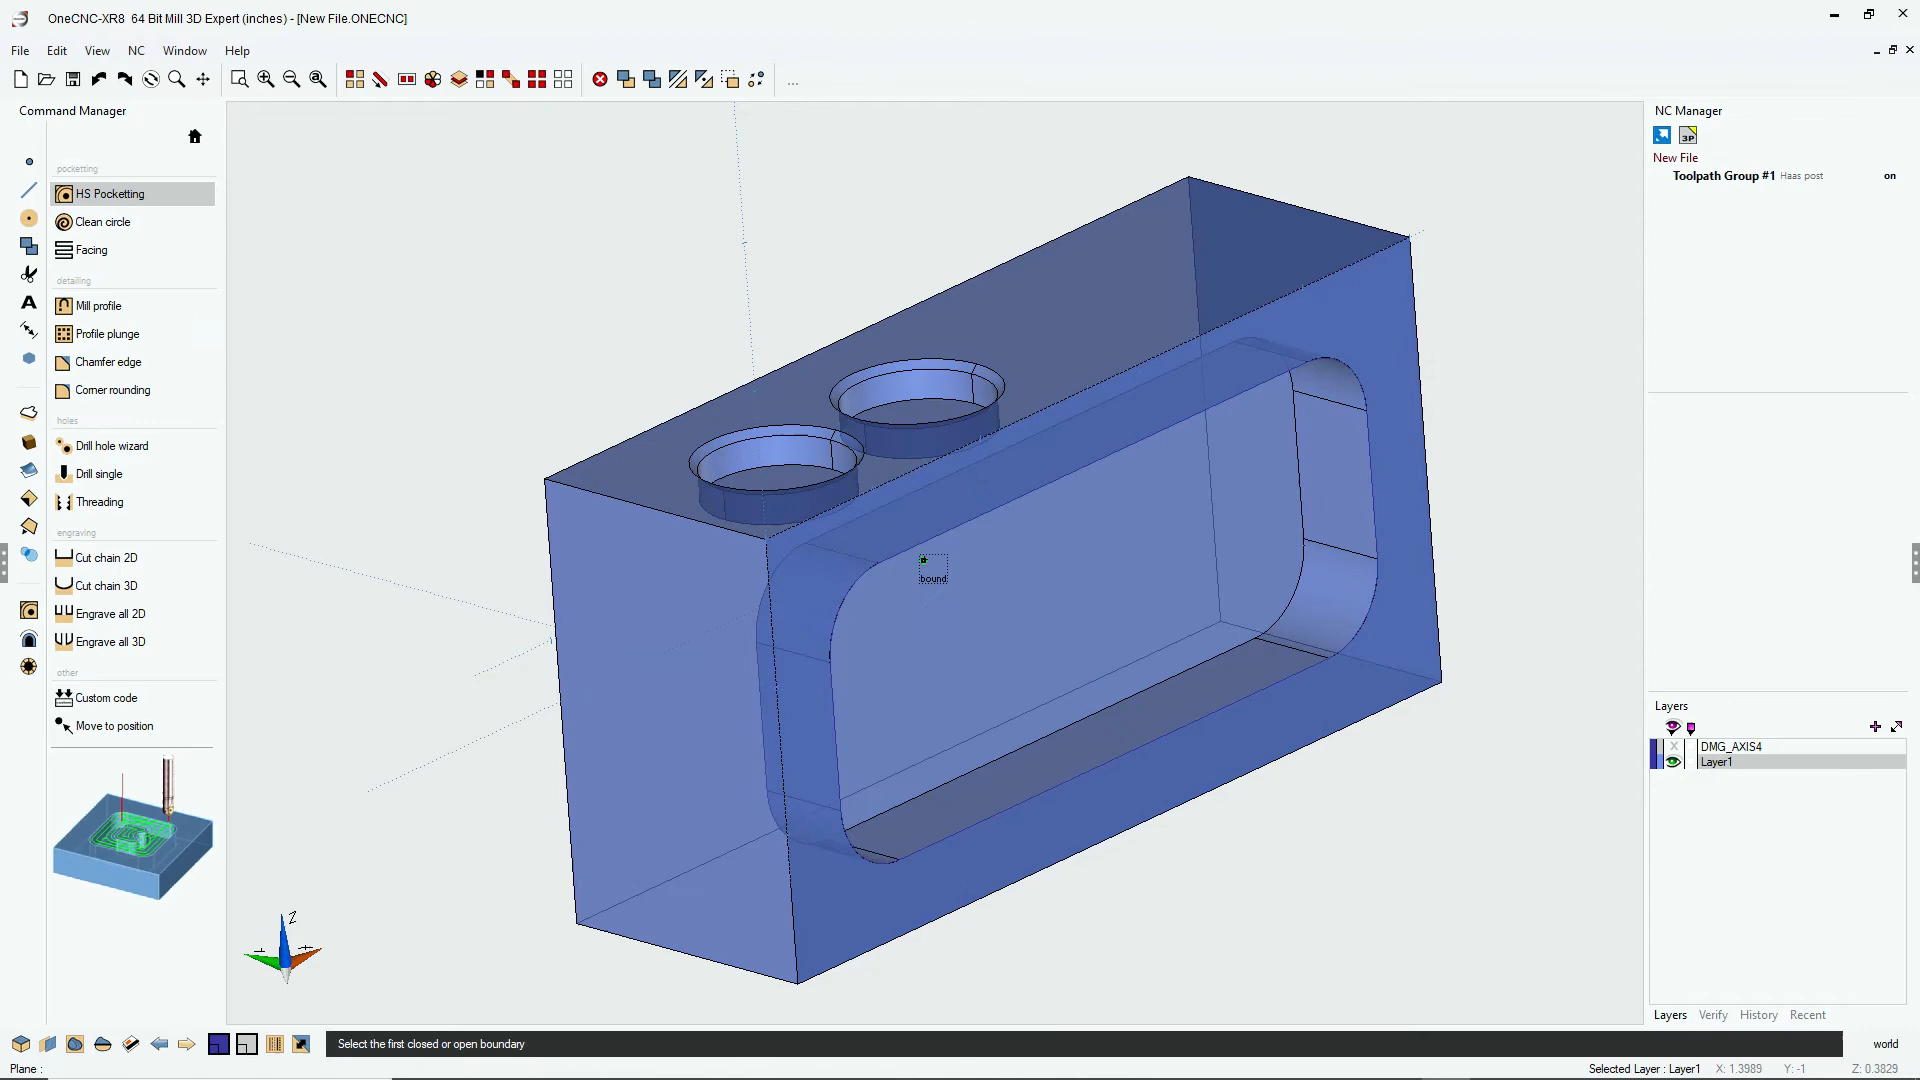 OneCNC-XR8 64 Bit Mill 3D Expert (inches) - [New File.ONECNC]
File Edit View NC Window Help
Command Manager
pocketting
HS Pocketting
Clean circle
Facing
detailing
Mill profile
Profile plunge
Chamfer edge
Corner rounding
holes
Drill hole wizard
Drill single
Threading
engraving
Cut chain 2D
Cut chain 3D
Engrave all 2D
Engrave all 3D
other
Custom code
Move to position
bound
Z
NC Manager
3P
New File
Toolpath Group #1 Haas post on
Layers
DMG_AXIS4
Layer1
Layers Verify History Recent
Select the first closed or open boundary
world
Plane :
Selected Layer : Layer1 X: 1.3989 Y: -1 Z: 0.3829